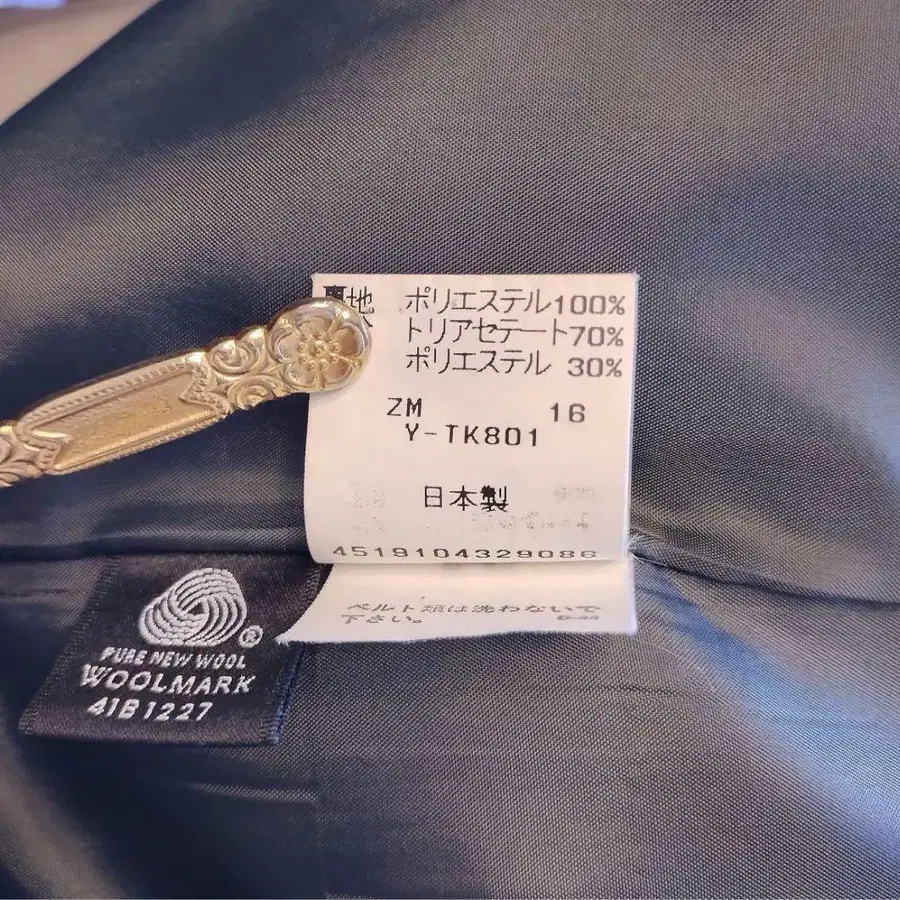 裏地 ポリエステル100%
トリアセテート70%
ポリエステル 30%
ZM 16
Y-TK801
日本製
4519104329086
ベルト類は洗わないで
下さい。
PURE NEW WOOL
WOOLMARK
41B1227
®